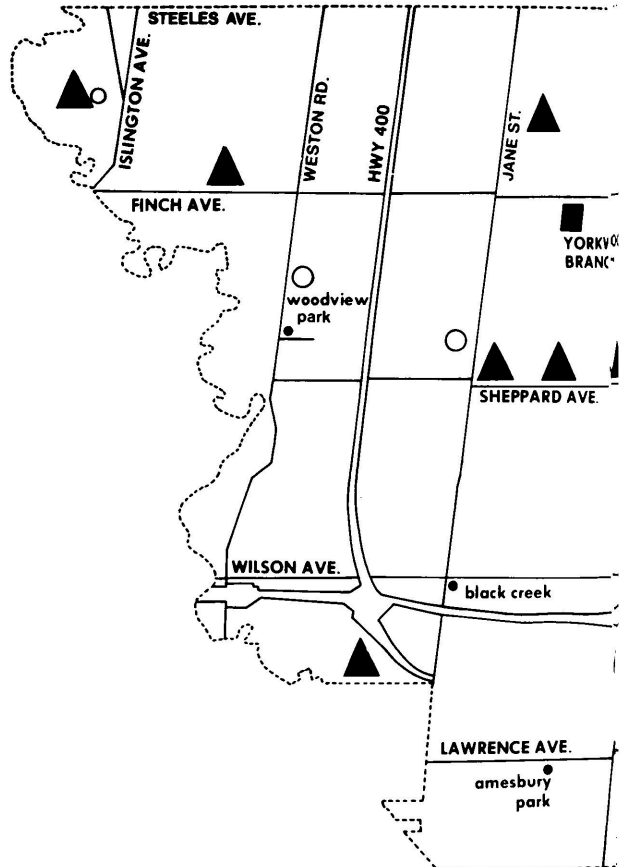 STEELES AVE.
ISLINGTON AVE.
WESTON RD.
HWY 400
JANE ST.
FINCH AVE.
woodview
park
SHEPPARD AVE.
WILSON AVE.
black creek
LAWRENCE AVE.
amesbury
park